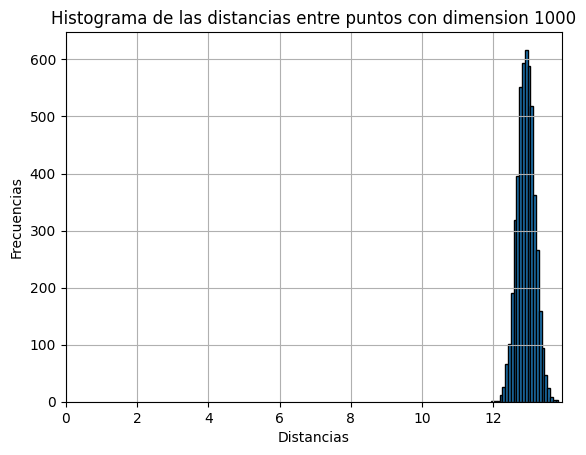 Histograma de las distancias entre puntos con dimension 1000
600
500
400
300
200
100
0
Frecuencias
0 2 4 6 8 10 12
Distancias